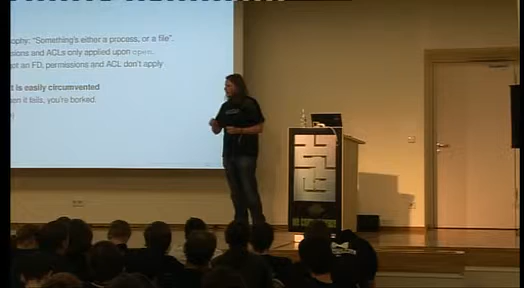 ophy: "Something's either a process, or a file".
sions and ACLs only applied upon open.
ot an FD, permissions and ACL don't apply
t is easily circumvented
en it fails, you're borked.